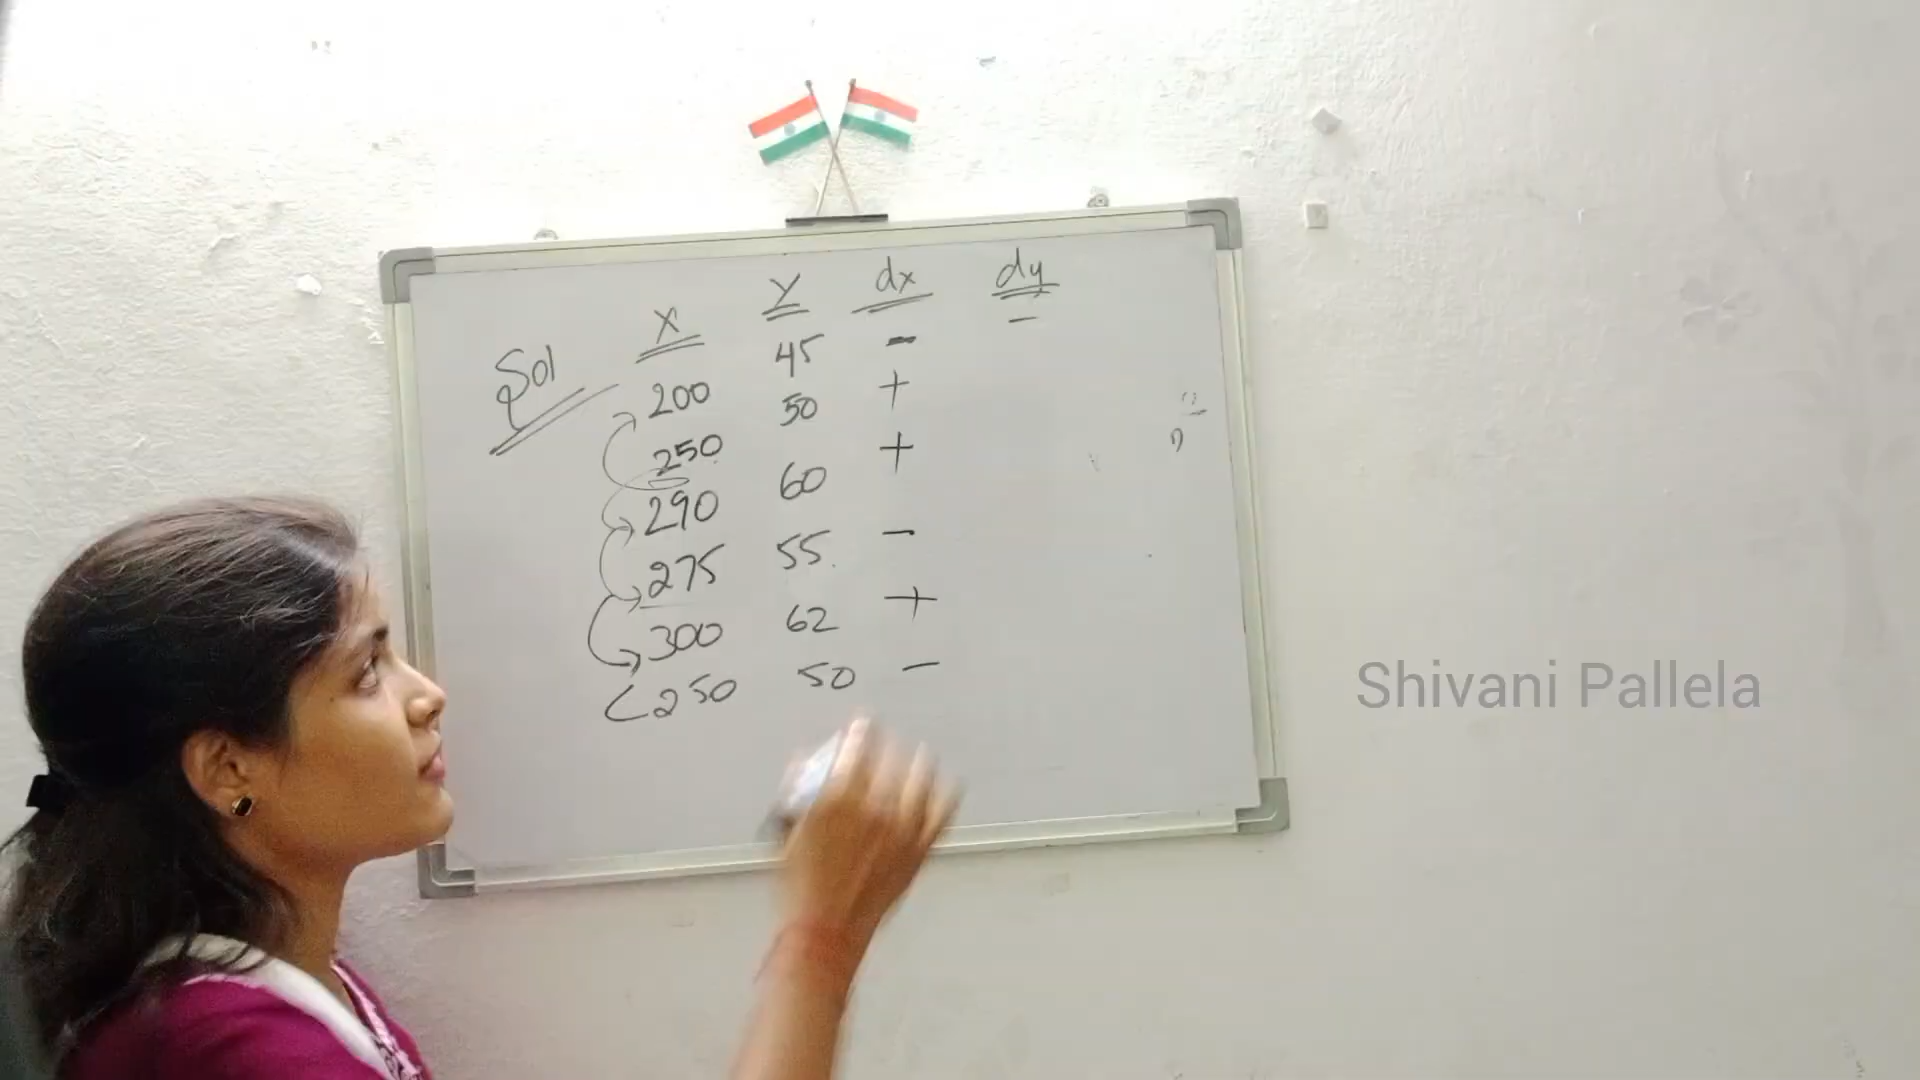 X Y dx dy
Sol
200 45 - -
250 50 +
290 60 +
275 55 -
300 62 +
250 50 -
Shivani Pallela